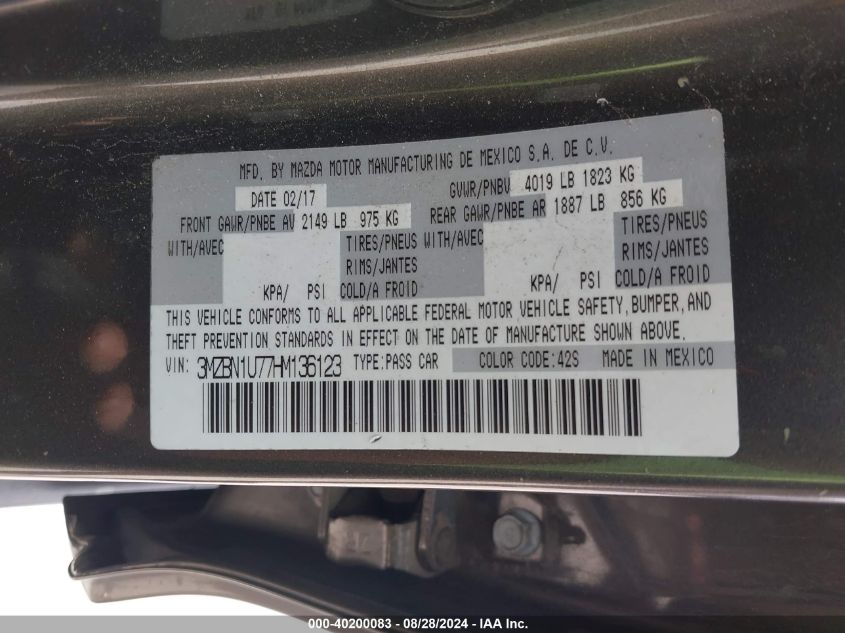 MFD. BY MAZDA MOTOR MANUFACTURING DE MEXICO S.A. DE C.V.
DATE 02/17 GVWR/PNBV 4019 LB 1823 KG
FRONT GAWR/PNBE AV 2149 LB 975 KG REAR GAWR/PNBE AR 1887 LB 856 KG
WITH/AVEC TIRES/PNEUS WITH/AVEC TIRES/PNEUS
RIMS/JANTES RIMS/JANTES
KPA/ PSI COLD/A FROID KPA/ PSI COLD/A FROID
THIS VEHICLE CONFORMS TO ALL APPLICABLE FEDERAL MOTOR VEHICLE SAFETY, BUMPER, AND
THEFT PREVENTION STANDARDS IN EFFECT ON THE DATE OF MANUFACTURE SHOWN ABOVE.
VIN: 3MZBN1U77HM136123 TYPE:PASS CAR COLOR CODE:42S MADE IN MEXICO
000-40200083 - 08/28/2024 - IAA Inc.